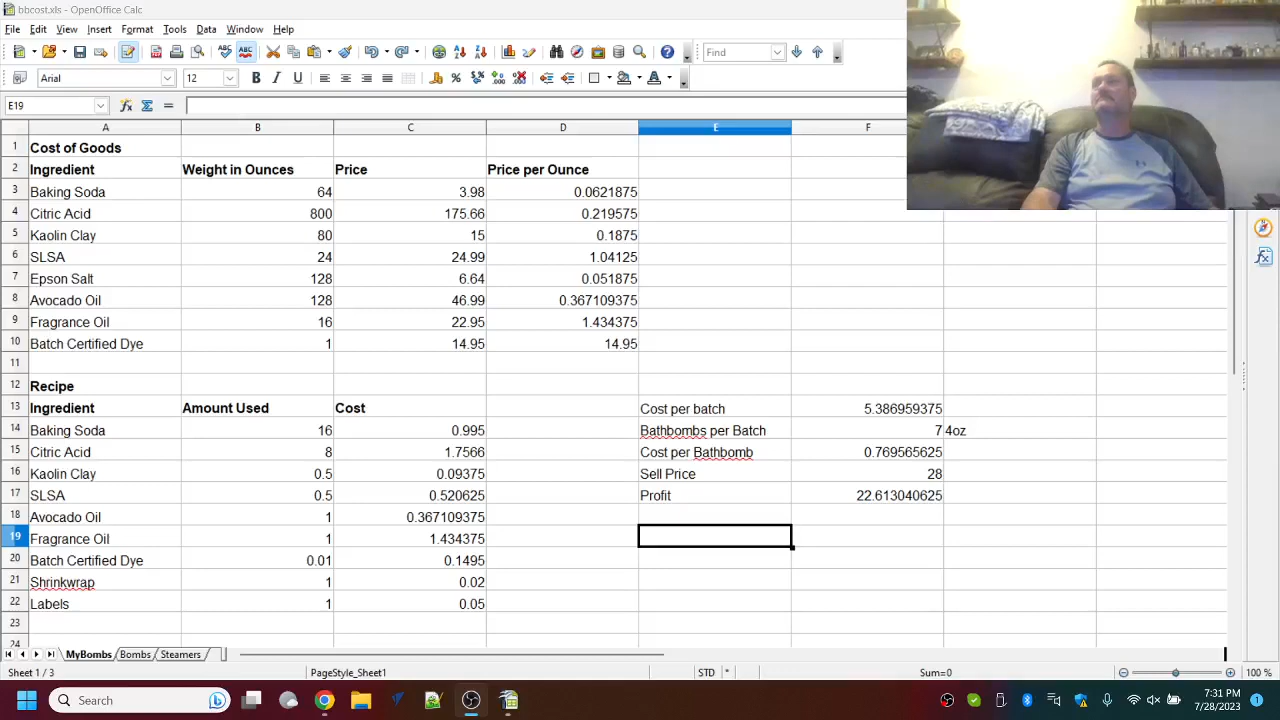 bbcost.xls - OpenOffice Calc
File Edit View Insert Format Tools Data Window Help
Find
Arial 12
E19
A B C D E F
1 Cost of Goods
2 Ingredient Weight in Ounces Price Price per Ounce
3 Baking Soda 64 3.98 0.0621875
4 Citric Acid 800 175.66 0.219575
5 Kaolin Clay 80 15 0.1875
6 SLSA 24 24.99 1.04125
7 Epson Salt 128 6.64 0.051875
8 Avocado Oil 128 46.99 0.367109375
9 Fragrance Oil 16 22.95 1.434375
10 Batch Certified Dye 1 14.95 14.95
11
12 Recipe
13 Ingredient Amount Used Cost Cost per batch 5.386959375
14 Baking Soda 16 0.995 Bathbombs per Batch 7 4oz
15 Citric Acid 8 1.7566 Cost per Bathbomb 0.769565625
16 Kaolin Clay 0.5 0.09375 Sell Price 28
17 SLSA 0.5 0.520625 Profit 22.613040625
18 Avocado Oil 1 0.367109375
19 Fragrance Oil 1 1.434375
20 Batch Certified Dye 0.01 0.1495
21 Shrinkwrap 1 0.02
22 Labels 1 0.05
23
24
MyBombs Bombs Steamers
Sheet 1 / 3 PageStyle_Sheet1 STD * Sum=0 100 %
Search 7:31 PM
7/28/2023